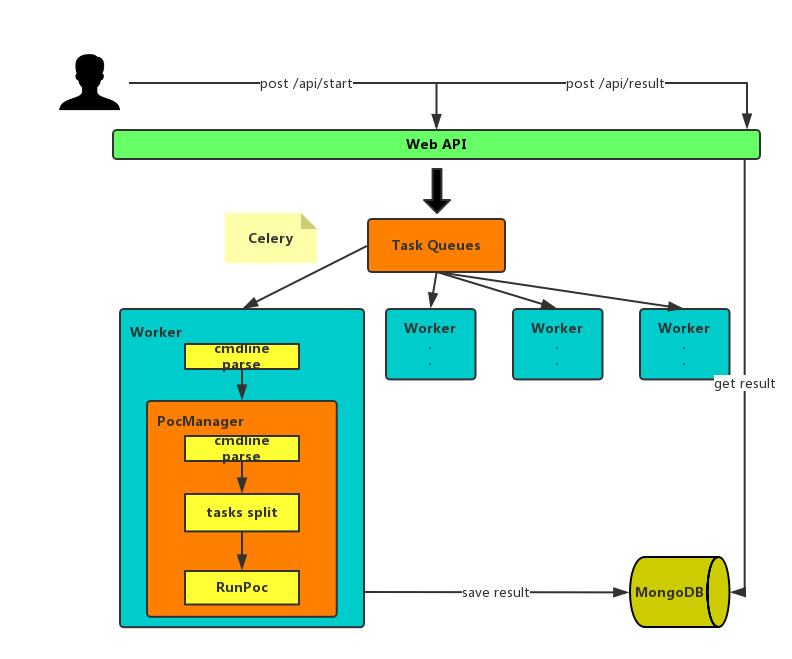 post /api/start
post /api/result
Web API
Celery
Task Queues
Worker
cmdline
parse
PocManager
cmdline
parse
tasks split
RunPoc
Worker
.
.
Worker
.
.
Worker
.
.
get result
save result
MongoDB